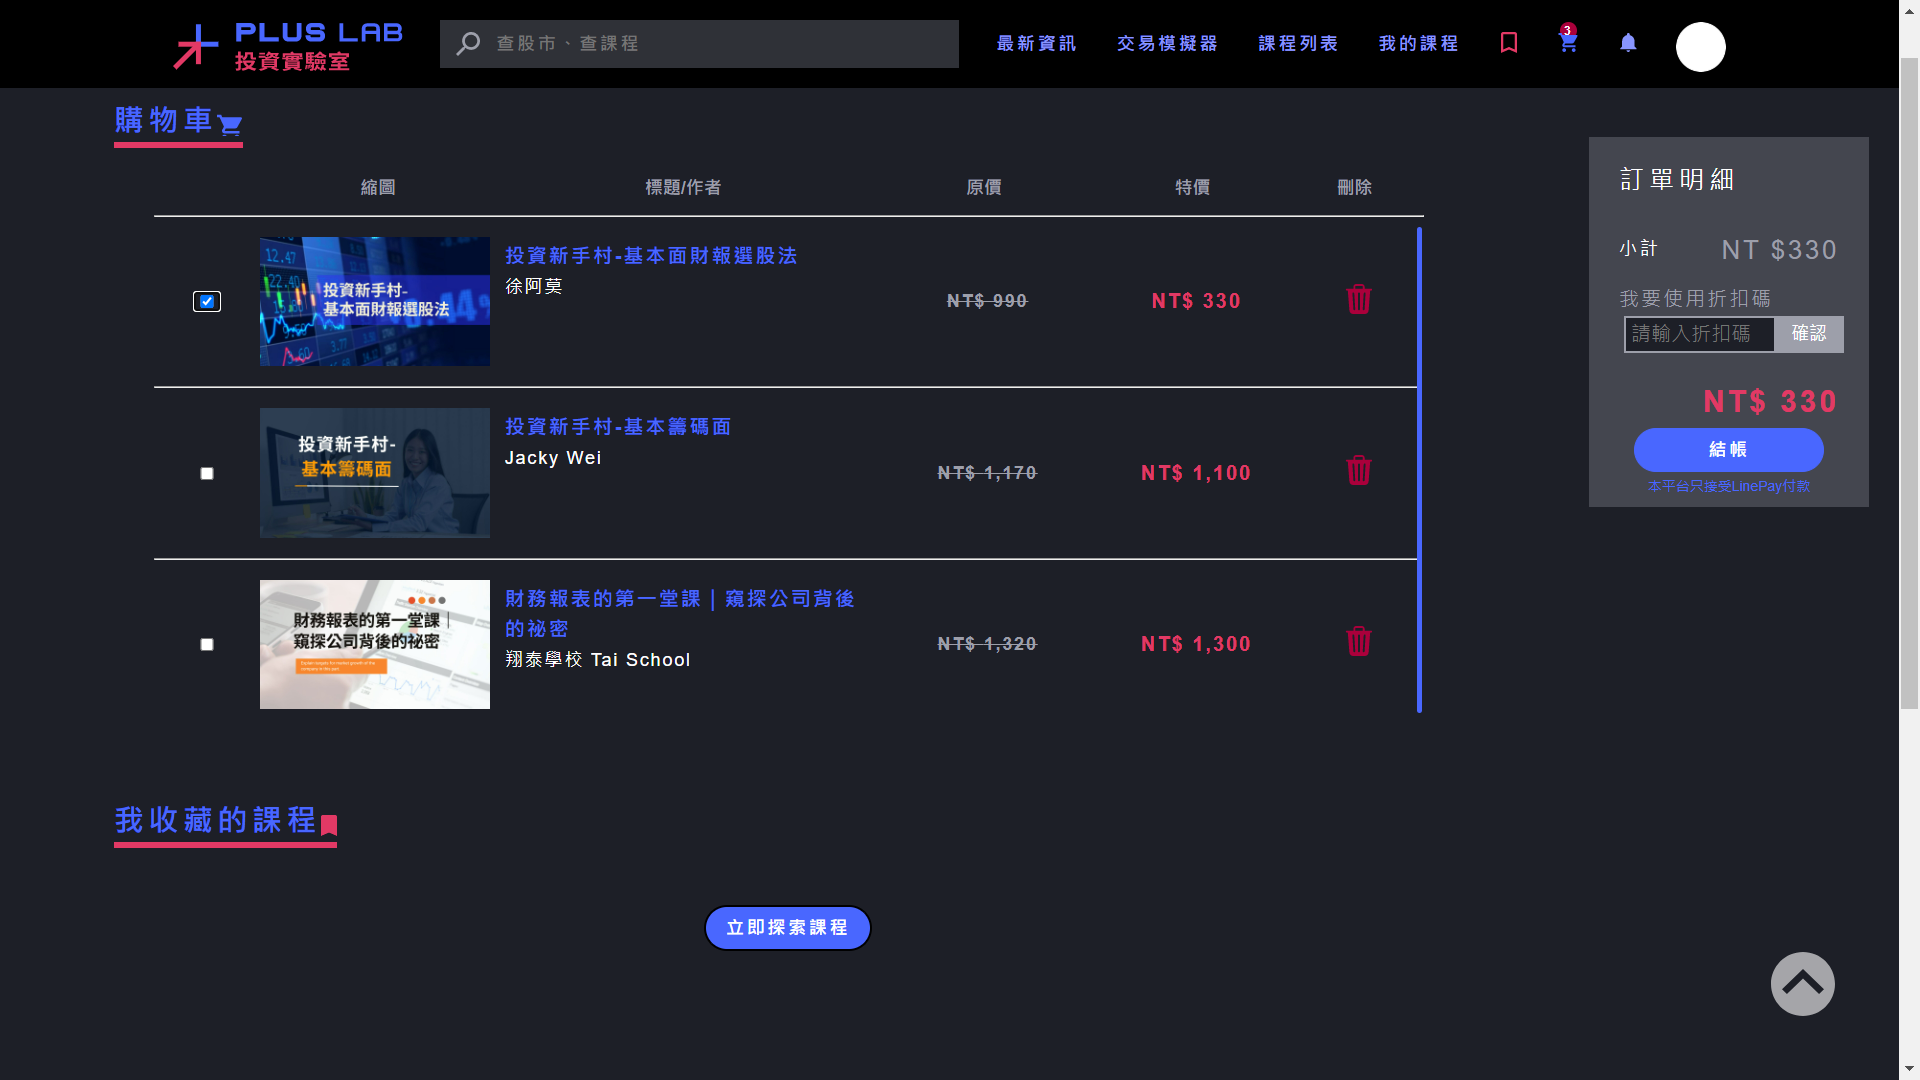 PLUS LAB
投資實驗室
查股市、查課程
最新資訊
交易模擬器
課程列表
我的課程
3
購物車
縮圖
標題/作者
原價
特價
刪除
12.47
22.40
投資新手村-
基本面財報選股法
投資新手村-基本面財報選股法
徐阿莫
NT$ 990
NT$ 330
投資新手村-
基本籌碼面
投資新手村-基本籌碼面
Jacky Wei
NT$ 1,170
NT$ 1,100
財務報表的第一堂課｜
窺探公司背後的祕密
財務報表的第一堂課｜窺探公司背後
的祕密
翔泰學校 Tai School
NT$ 1,320
NT$ 1,300
訂單明細
小計
NT $330
我要使用折扣碼
請輸入折扣碼
確認
NT$ 330
結帳
本平台只接受LinePay付款
我收藏的課程
立即探索課程